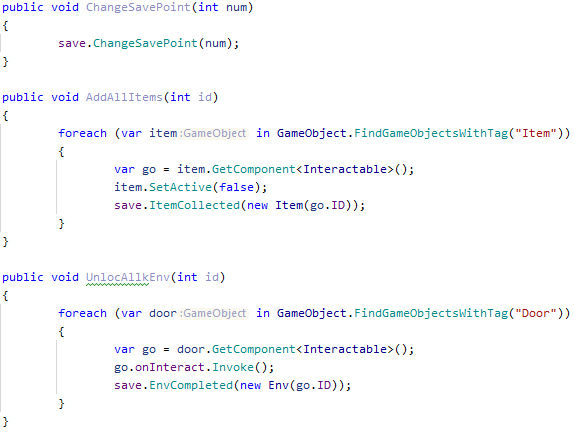 public void ChangeSavePoint(int num)
{
save.ChangeSavePoint(num);
}
public void AddAllItems(int id)
{
foreach (var item:GameObject in GameObject.FindGameObjectsWithTag("Item"))
{
var go = item.GetComponent<Interactable>();
item.SetActive(false);
save.ItemCollected(new Item(go.ID));
}
}
public void UnlocAllkEnv(int id)
{
foreach (var door:GameObject in GameObject.FindGameObjectsWithTag("Door"))
{
var go = door.GetComponent<Interactable>();
go.onInteract.Invoke();
save.EnvCompleted(new Env(go.ID));
}
}